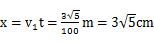 x = v₁t = 3√5/100 m = 3√5cm